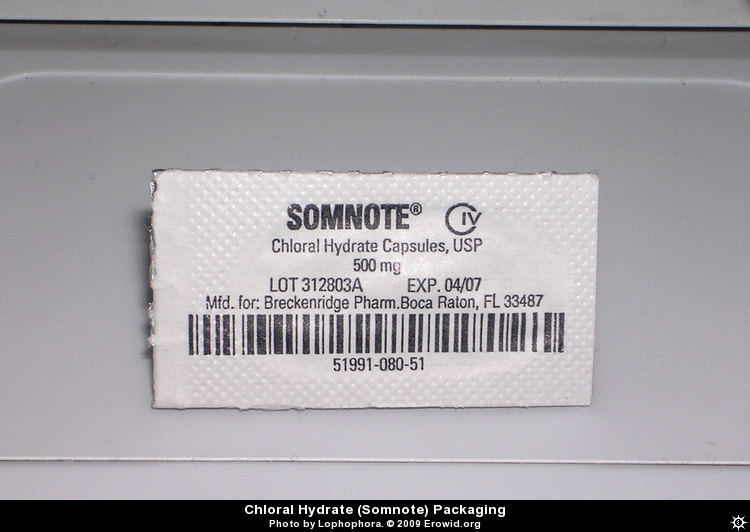 SOMNOTE® CIV
Chloral Hydrate Capsules, USP
500 mg
LOT 312803A EXP. 04/07
Mfd. for: Breckenridge Pharm.Boca Raton, FL 33487
51991-080-51
Chloral Hydrate (Somnote) Packaging
Photo by Lophophora. © 2009 Erowid.org